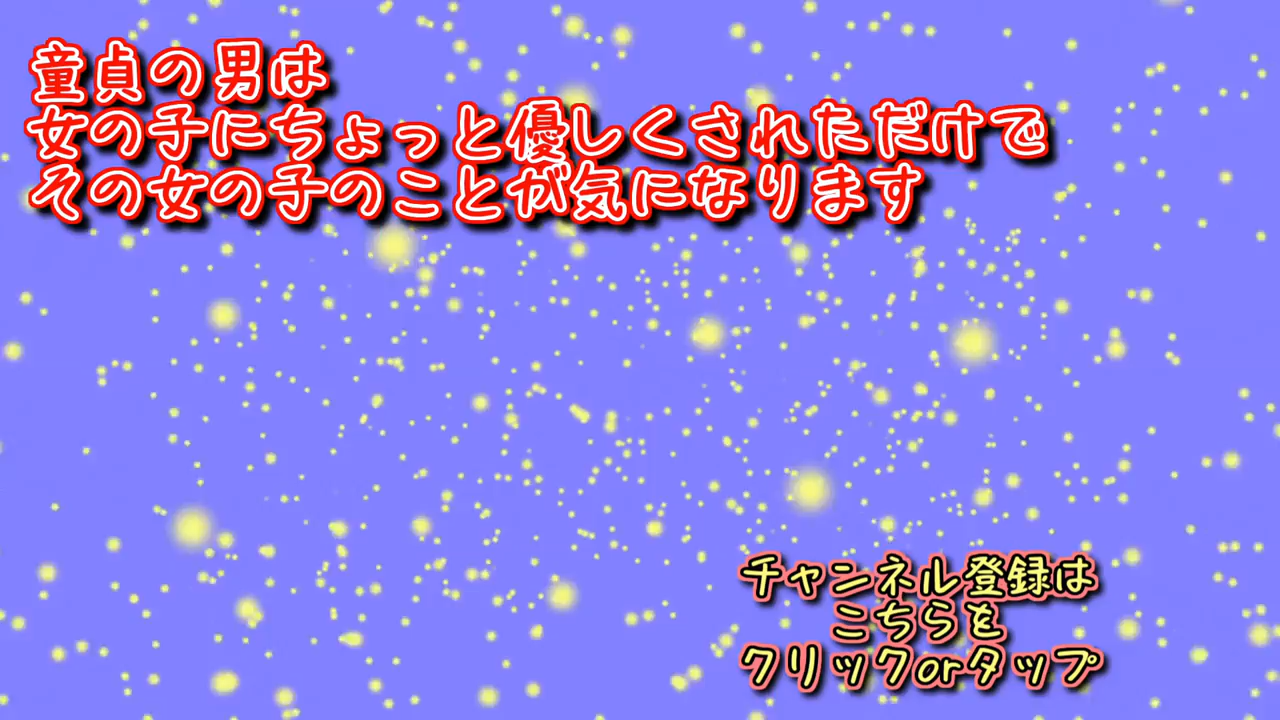 童貞の男は
女の子にちょっと優しくされただけで
その女の子のことが気になります
チャンネル登録は
こちらを
クリックorタップ